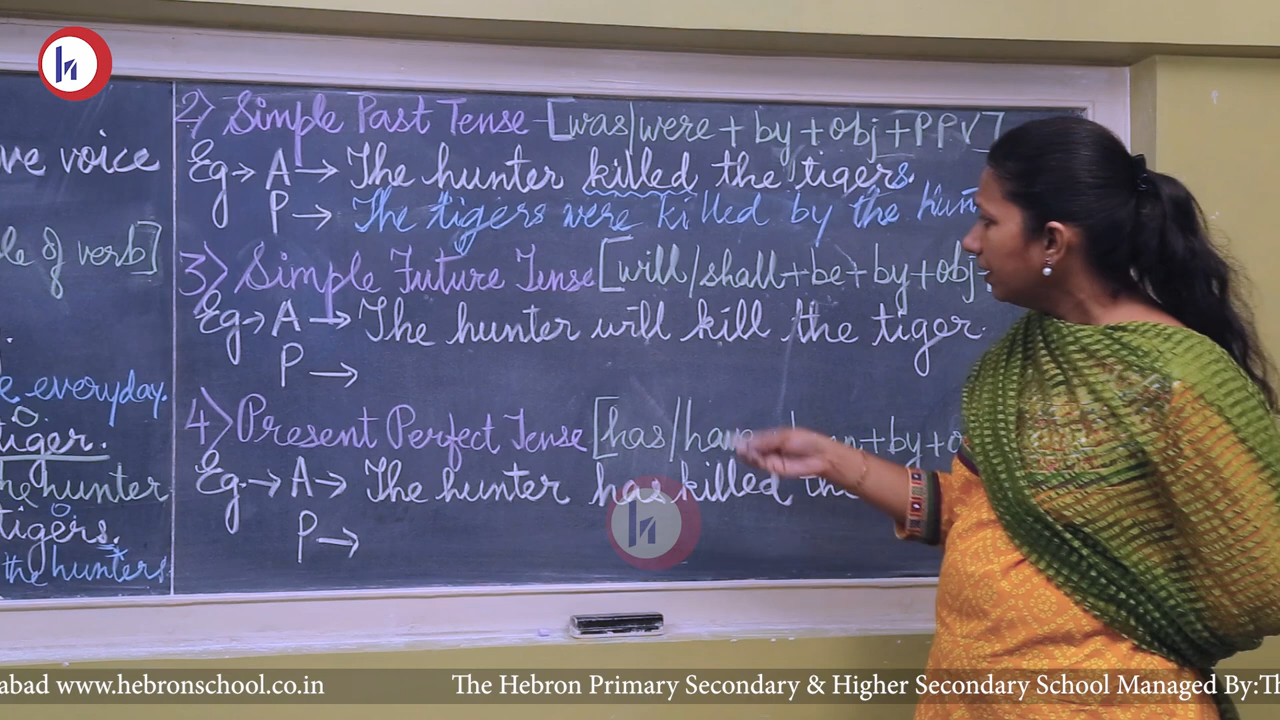 ve voice
le of verb]
e everyday.
O
tiger.
he hunter
O
tigers.
the hunters
2) Simple Past Tense - [was/were + by + obj + PPV]
Eg → A → The hunter killed the tigers.
P → The tigers were killed by the hun
3) Simple Future Tense [will/shall + be + by + obj
Eg → A → The hunter will kill the tiger.
P →
4) Present Perfect Tense [has/have + by + o
Eg. → A → The hunter has killed the
P →
abad www.hebronschool.co.in The Hebron Primary Secondary & Higher Secondary School Managed By:Th